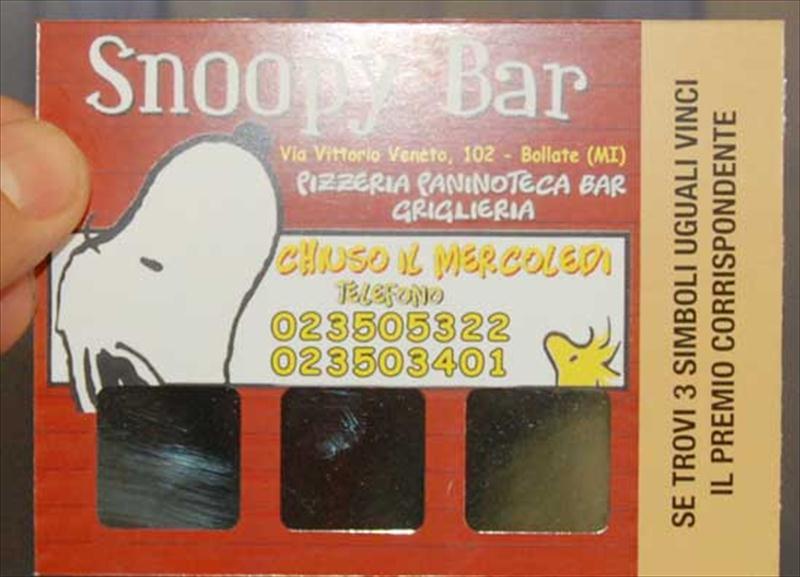 Snoopy Bar
Via Vittorio Veneto, 102 - Bollate (MI)
PIZZERIA PANINOTECA BAR
GRIGLIERIA
CHIUSO IL MERCOLEDI
TELEFONO
023505322
023503401
SE TROVI 3 SIMBOLI UGUALI VINCI
IL PREMIO CORRISPONDENTE